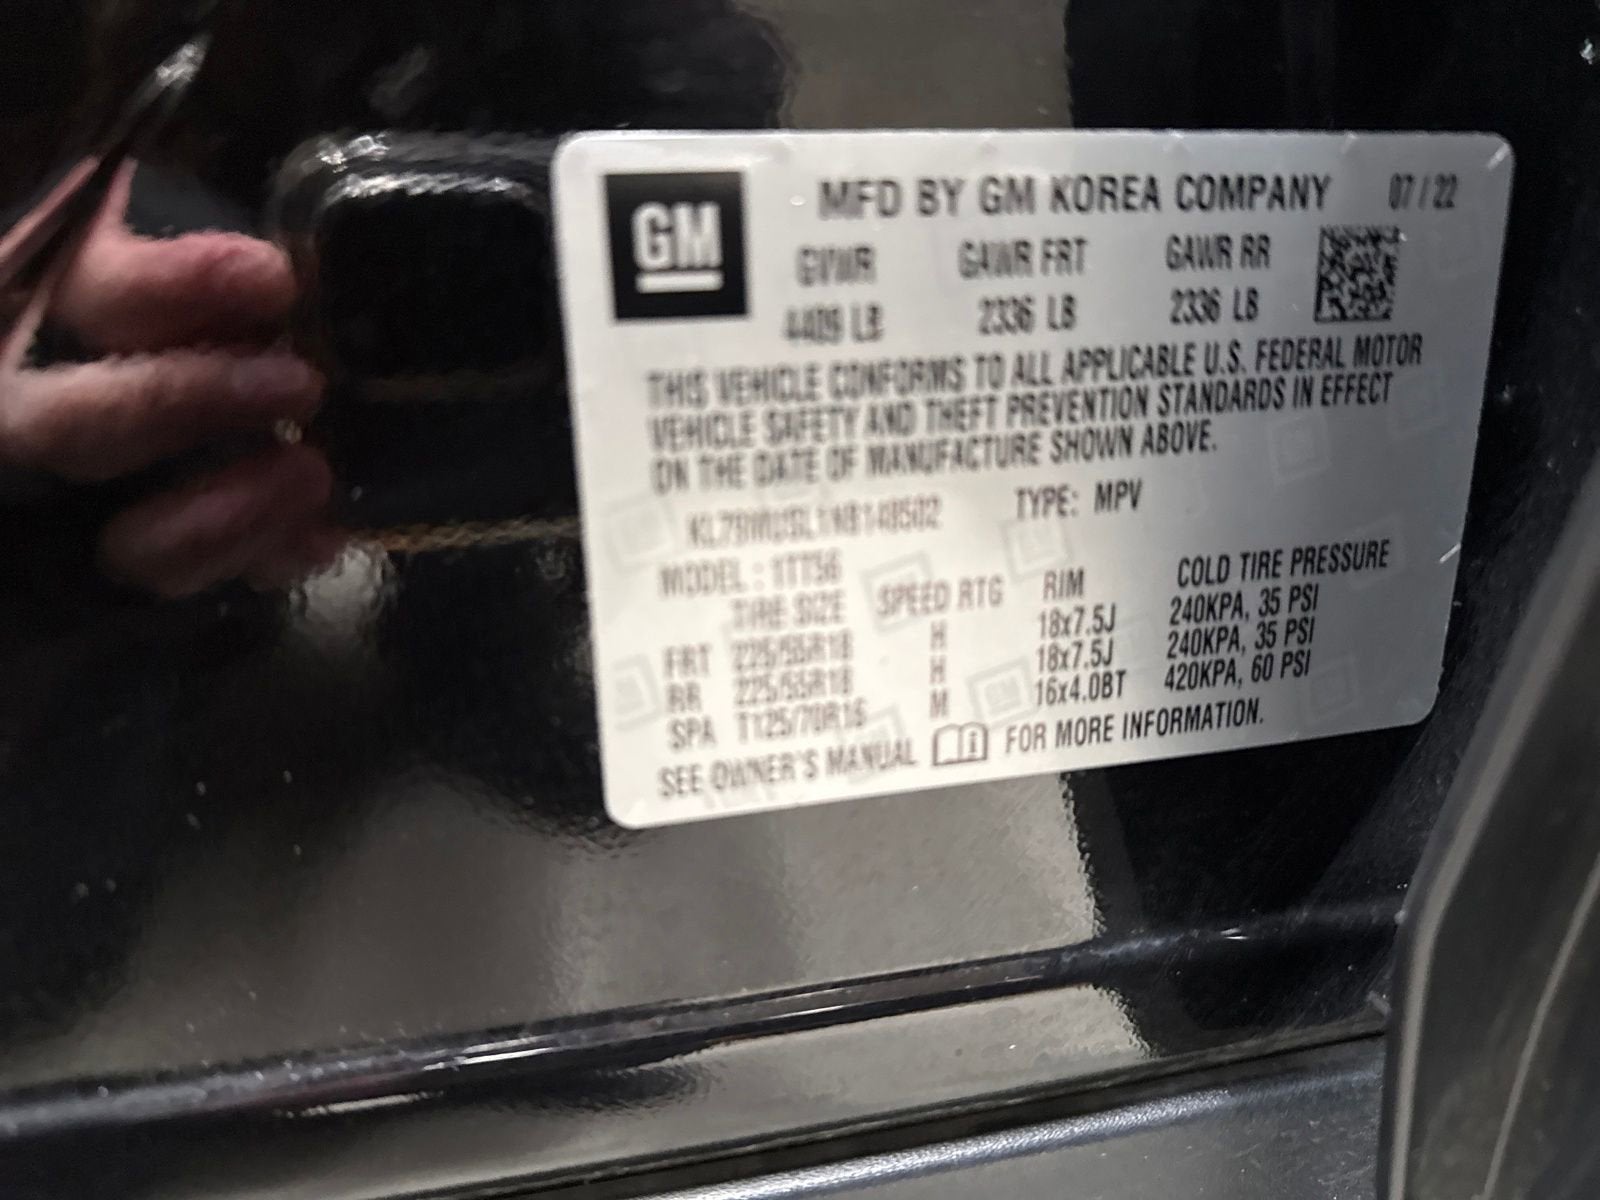 GM
MFD BY GM KOREA COMPANY 07/22
GVWR GAWR FRT GAWR RR
4409 LB 2336 LB 2336 LB
THIS VEHICLE CONFORMS TO ALL APPLICABLE U.S. FEDERAL MOTOR
VEHICLE SAFETY AND THEFT PREVENTION STANDARDS IN EFFECT
ON THE DATE OF MANUFACTURE SHOWN ABOVE.
TYPE: MPV
MODEL:
TIRE SIZE SPEED RTG RIM COLD TIRE PRESSURE
FRT 225/55R18 H 18x7.5J 240KPA, 35 PSI
RR 225/55R18 H 18x7.5J 240KPA, 35 PSI
SPA T125/70R16 M 16x4.0BT 420KPA, 60 PSI
SEE OWNER'S MANUAL FOR MORE INFORMATION.